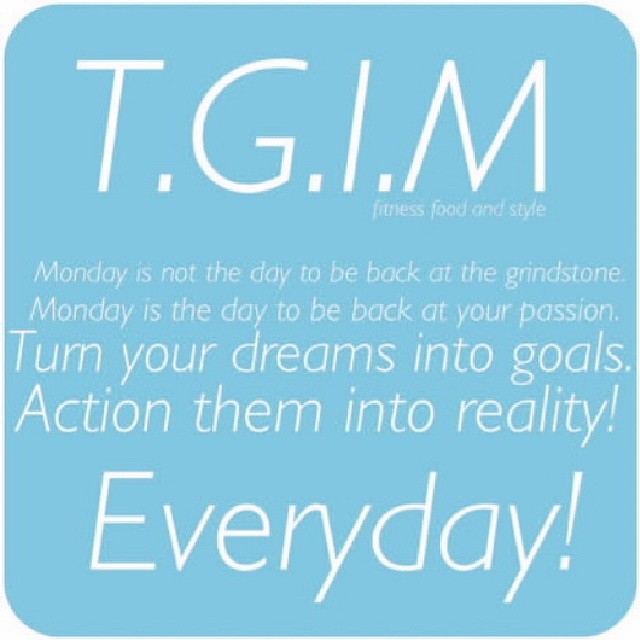 T.G.I.M
fitness food and style
Monday is not the day to be back at the grindstone.
Monday is the day to be back at your passion.
Turn your dreams into goals.
Action them into reality!
Everyday!